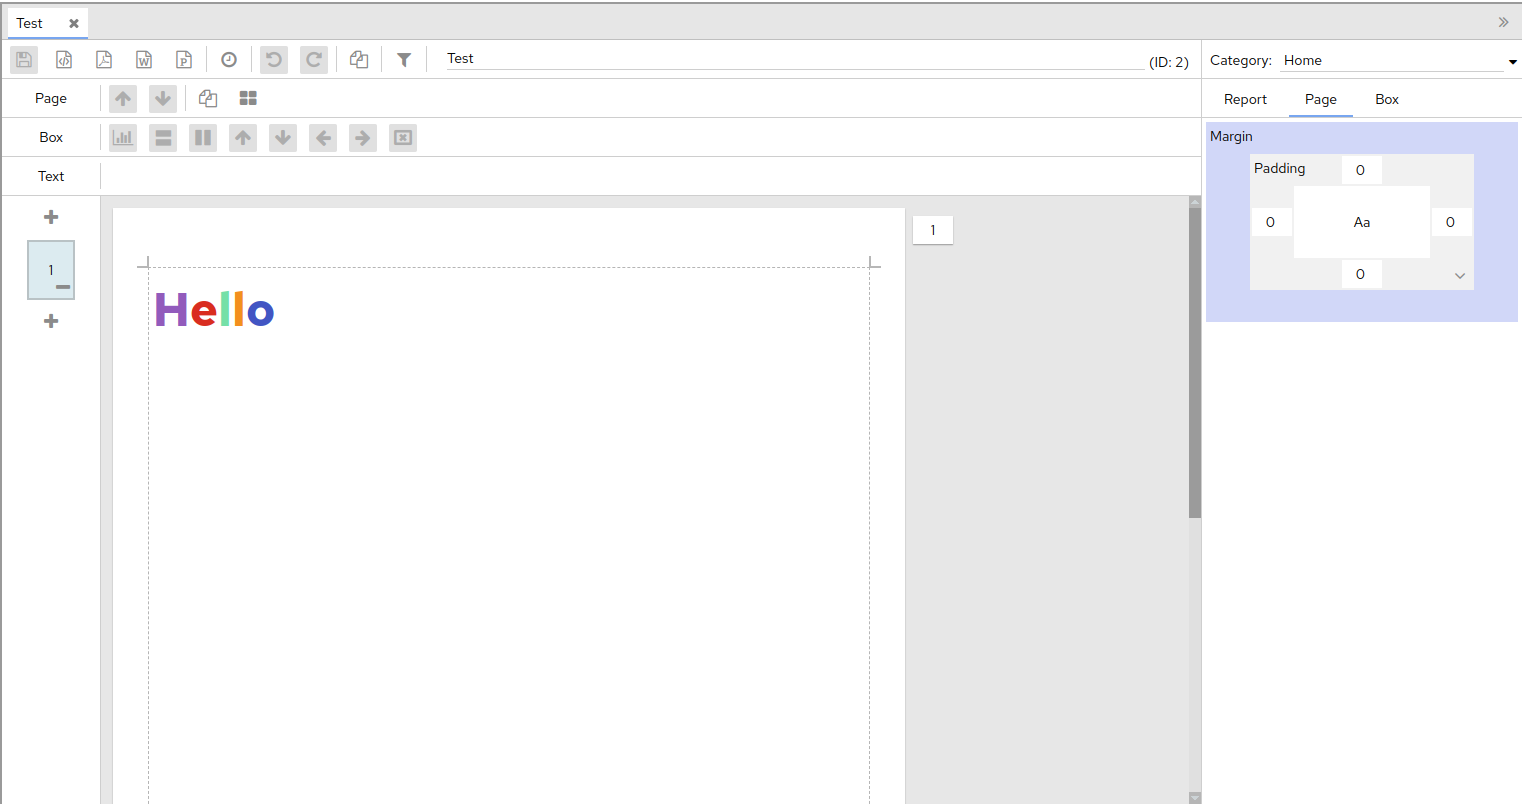 Test
Test
(ID: 2)
Category: Home
Page
Report Page Box
Box
Margin
Text
Padding 0
0 Aa 0
0
1
1
Hello